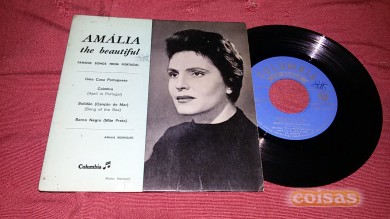 AMÁLIA
the beautiful
FAMOUS SONGS FROM PORTUGAL
Uma Casa Portuguesa
Coimbra
(April in Portugal)
Solidão (Canção do Mar)
(Song of the Sea)
Barco Negro (Mãe Preta)
AMÁLIA RODRIGUES
Columbia
coisas